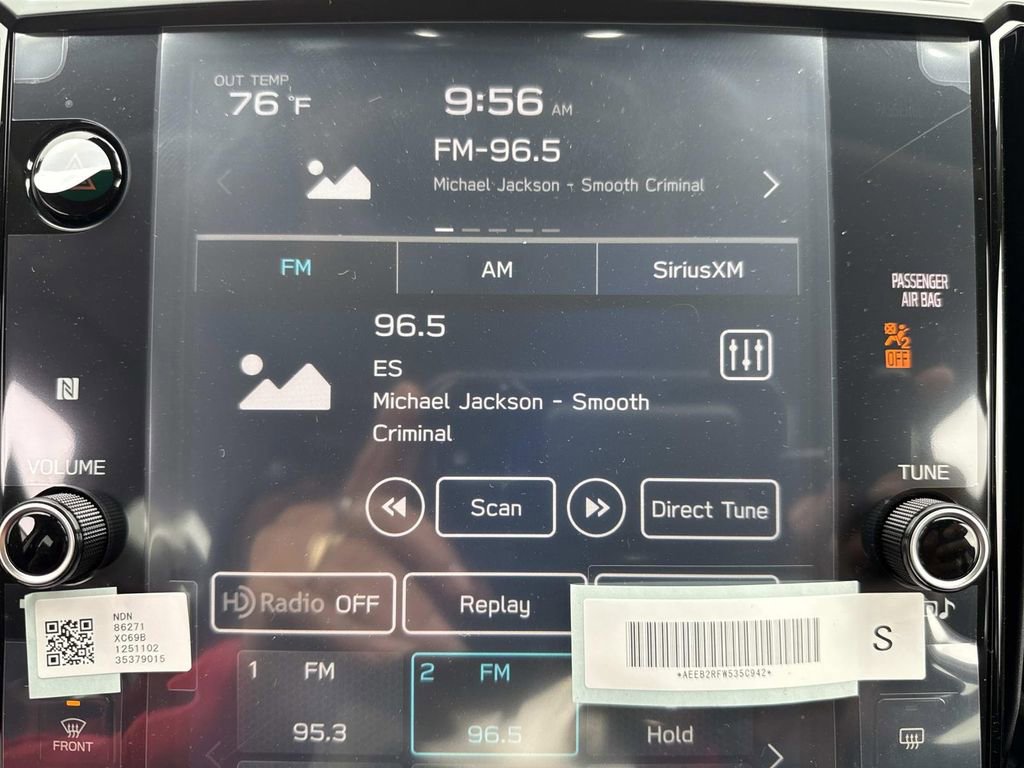 OUT TEMP
76 °F
9:56 AM
FM-96.5
Michael Jackson - Smooth Criminal
FM
AM
SiriusXM
PASSENGER
AIR BAG
2
OFF
96.5
ES
Michael Jackson - Smooth
Criminal
N
VOLUME
TUNE
Scan
Direct Tune
HD Radio OFF
Replay
NDN
86271
XC69B
1251102
35379015
*AEEB2RFW535C942*
S
1 FM
95.3
2 FM
96.5
Hold
FRONT